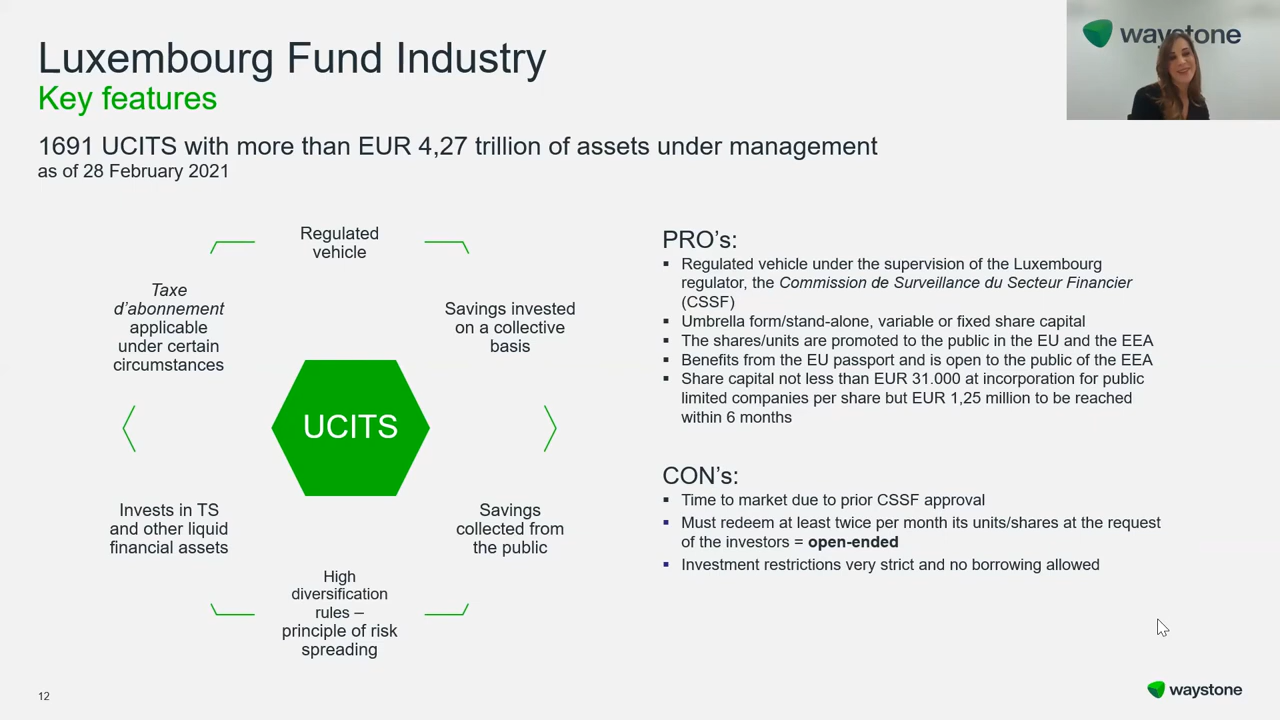 Luxembourg Fund Industry
Key features
waystone
1691 UCITS with more than EUR 4,27 trillion of assets under management
as of 28 February 2021
Regulated
vehicle
Taxe
d’abonnement
applicable
under certain
circumstances
Savings invested
on a collective
basis
UCITS
Invests in TS
and other liquid
financial assets
Savings
collected from
the public
High
diversification
rules –
principle of risk
spreading
PRO’s:
▪ Regulated vehicle under the supervision of the Luxembourg
regulator, the Commission de Surveillance du Secteur Financier
(CSSF)
▪ Umbrella form/stand-alone, variable or fixed share capital
▪ The shares/units are promoted to the public in the EU and the EEA
▪ Benefits from the EU passport and is open to the public of the EEA
▪ Share capital not less than EUR 31.000 at incorporation for public
limited companies per share but EUR 1,25 million to be reached
within 6 months
CON’s:
▪ Time to market due to prior CSSF approval
▪ Must redeem at least twice per month its units/shares at the request
of the investors = open-ended
▪ Investment restrictions very strict and no borrowing allowed
12
waystone